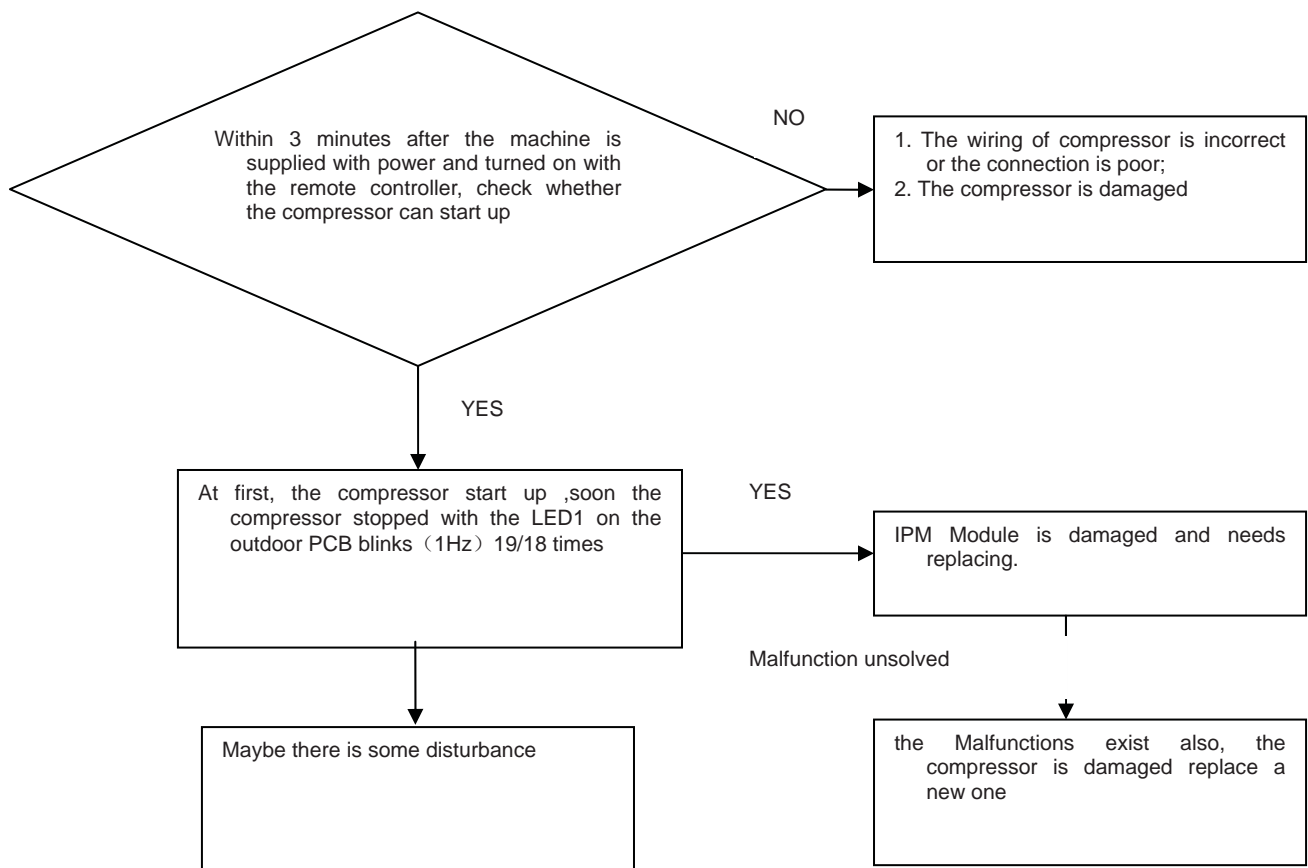 Within 3 minutes after the machine is
supplied with power and turned on with
the remote controller, check whether
the compressor can start up
NO
1. The wiring of compressor is incorrect
or the connection is poor;
2. The compressor is damaged
YES
At first, the compressor start up ,soon the
compressor stopped with the LED1 on the
outdoor PCB blinks（1Hz）19/18 times
YES
IPM Module is damaged and needs
replacing.
Malfunction unsolved
Maybe there is some disturbance
the Malfunctions exist also, the
compressor is damaged replace a
new one